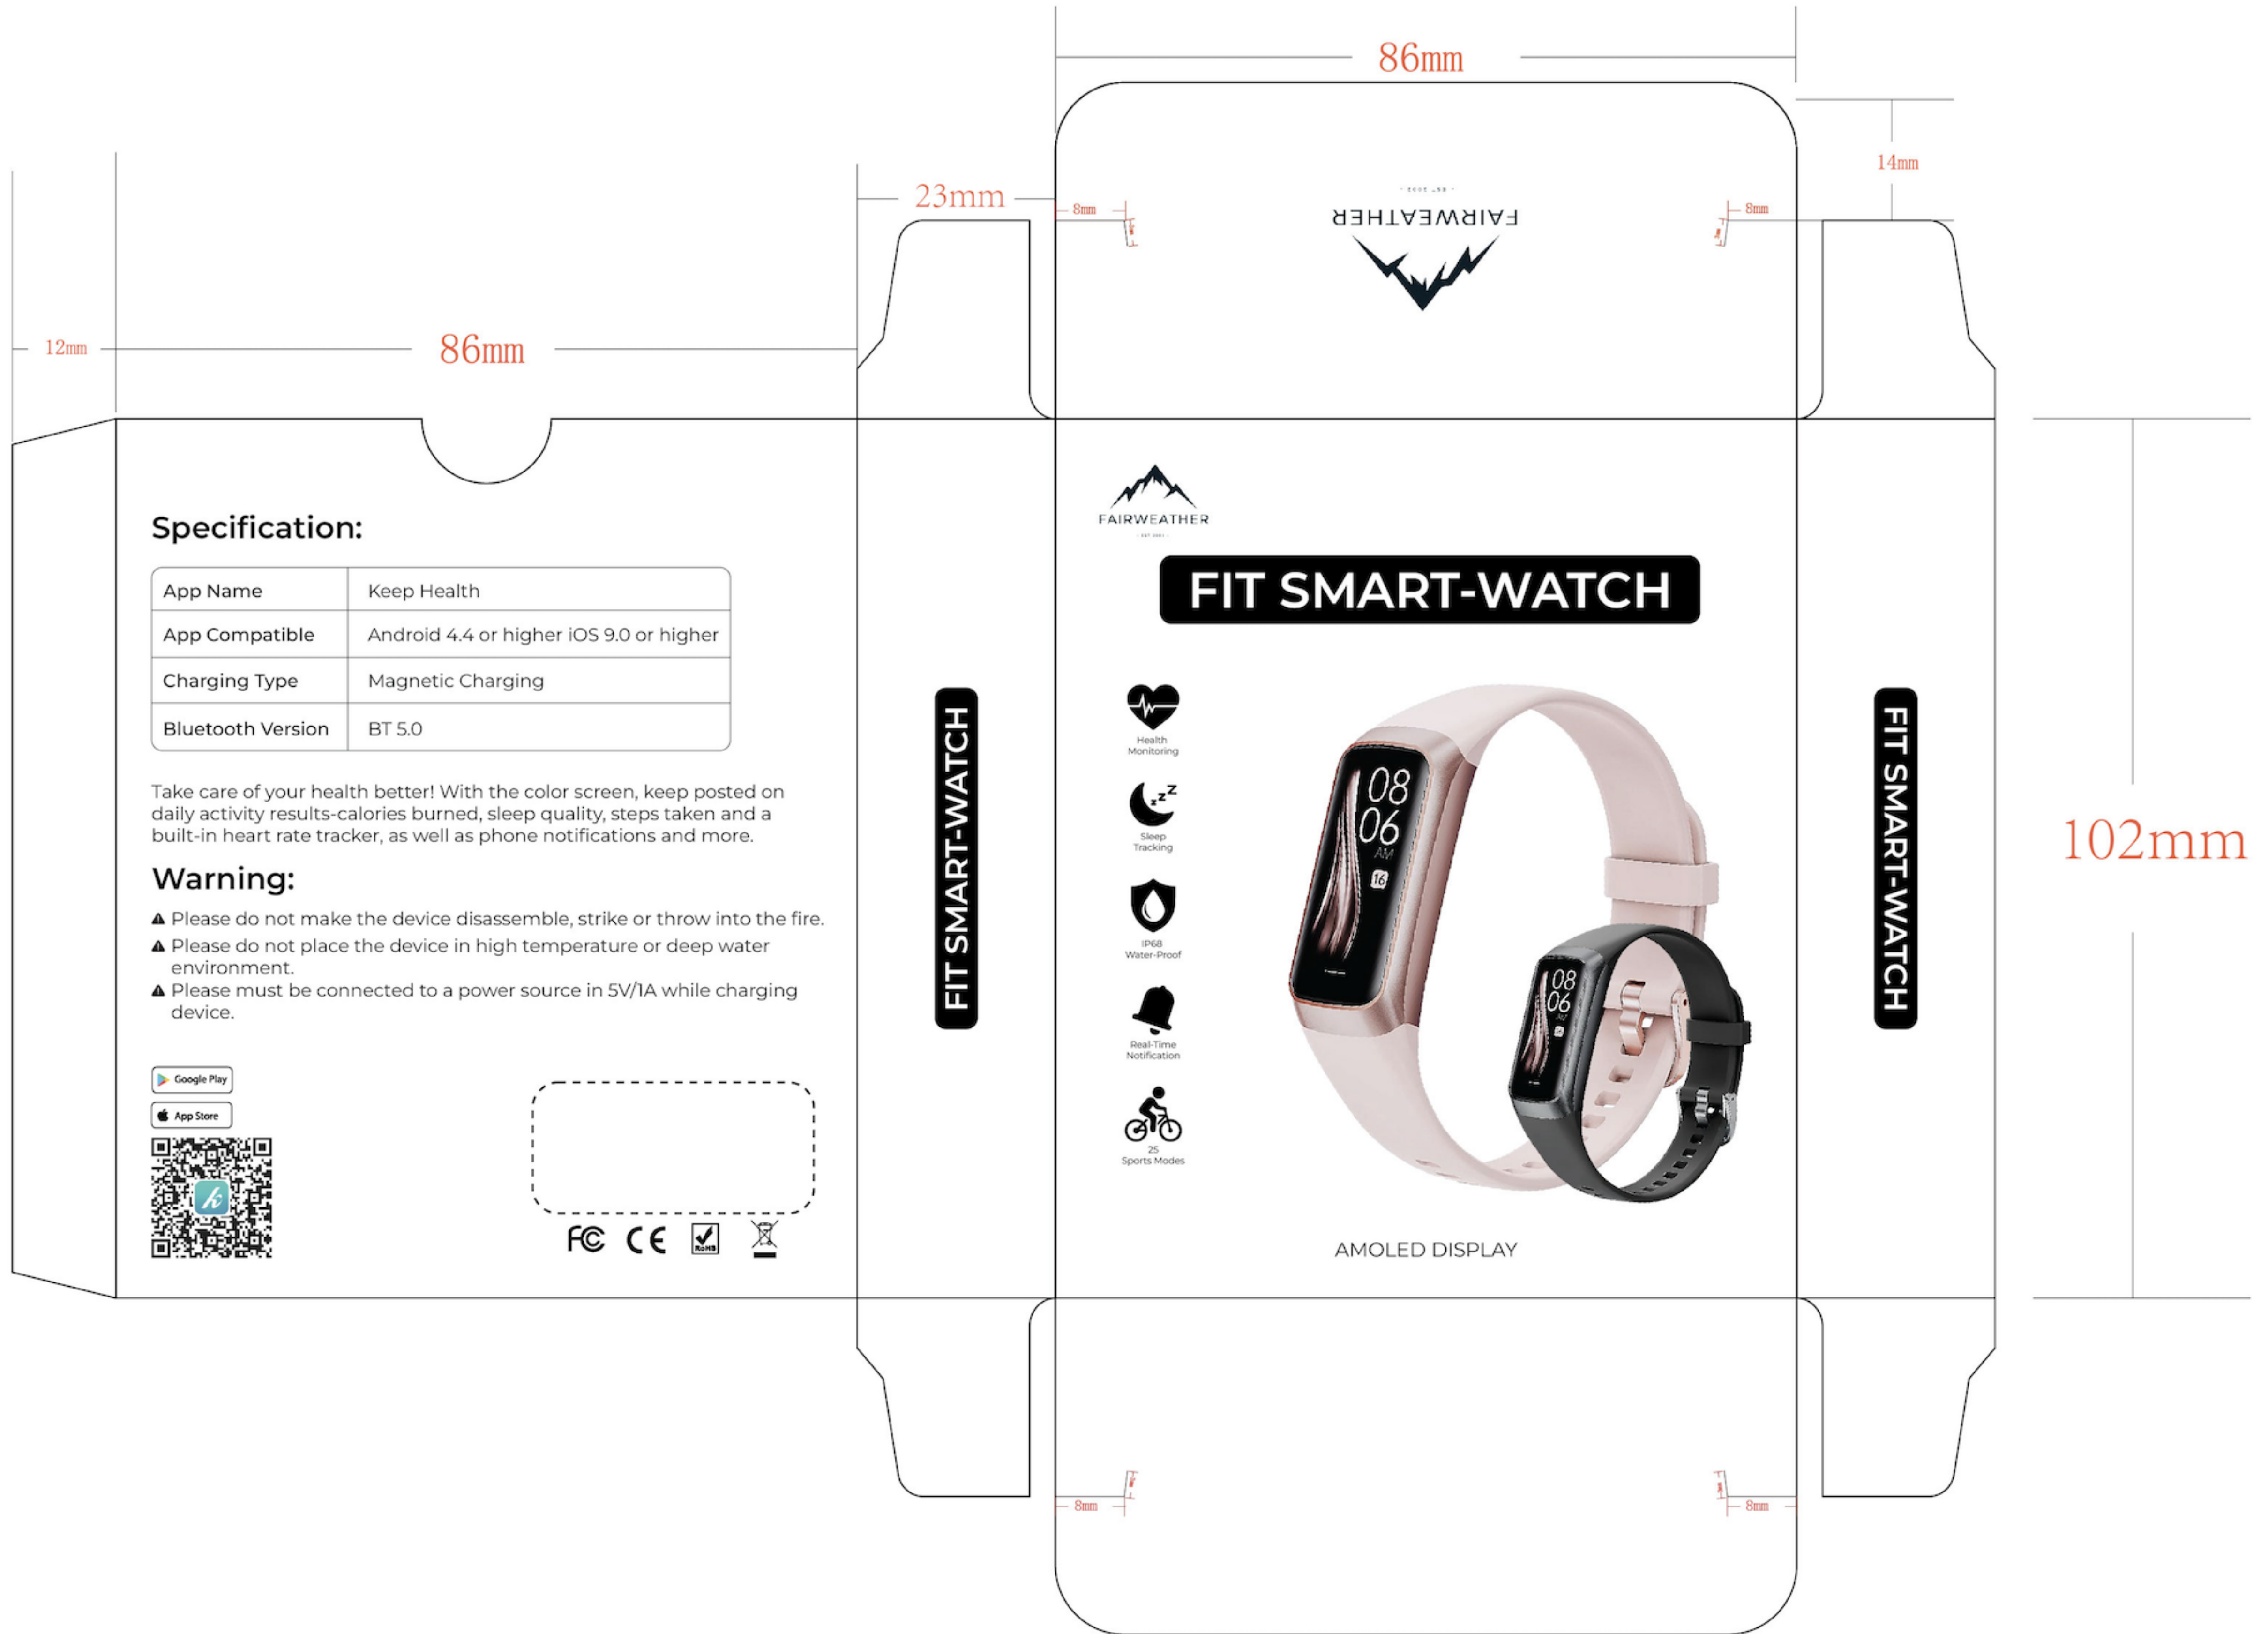 86mm
14mm
23mm
8mm
8mm
FAIRWEATHER
12mm
86mm
Specification:
App Name Keep Health
App Compatible Android 4.4 or higher iOS 9.0 or higher
Charging Type Magnetic Charging
Bluetooth Version BT 5.0
Take care of your health better! With the color screen, keep posted on
daily activity results-calories burned, sleep quality, steps taken and a
built-in heart rate tracker, as well as phone notifications and more.
Warning:
Please do not make the device disassemble, strike or throw into the fire.
Please do not place the device in high temperature or deep water
environment.
Please must be connected to a power source in 5V/1A while charging
device.
Google Play
App Store
k
FC CE RoHS
FIT SMART-WATCH
FAIRWEATHER
FIT SMART-WATCH
Health
Monitoring
Sleep
Tracking
IP68
Water-Proof
Real-Time
Notification
25
Sports Modes
08
06
AM
16
08
06
AMOLED DISPLAY
FIT SMART-WATCH
102mm
8mm
8mm